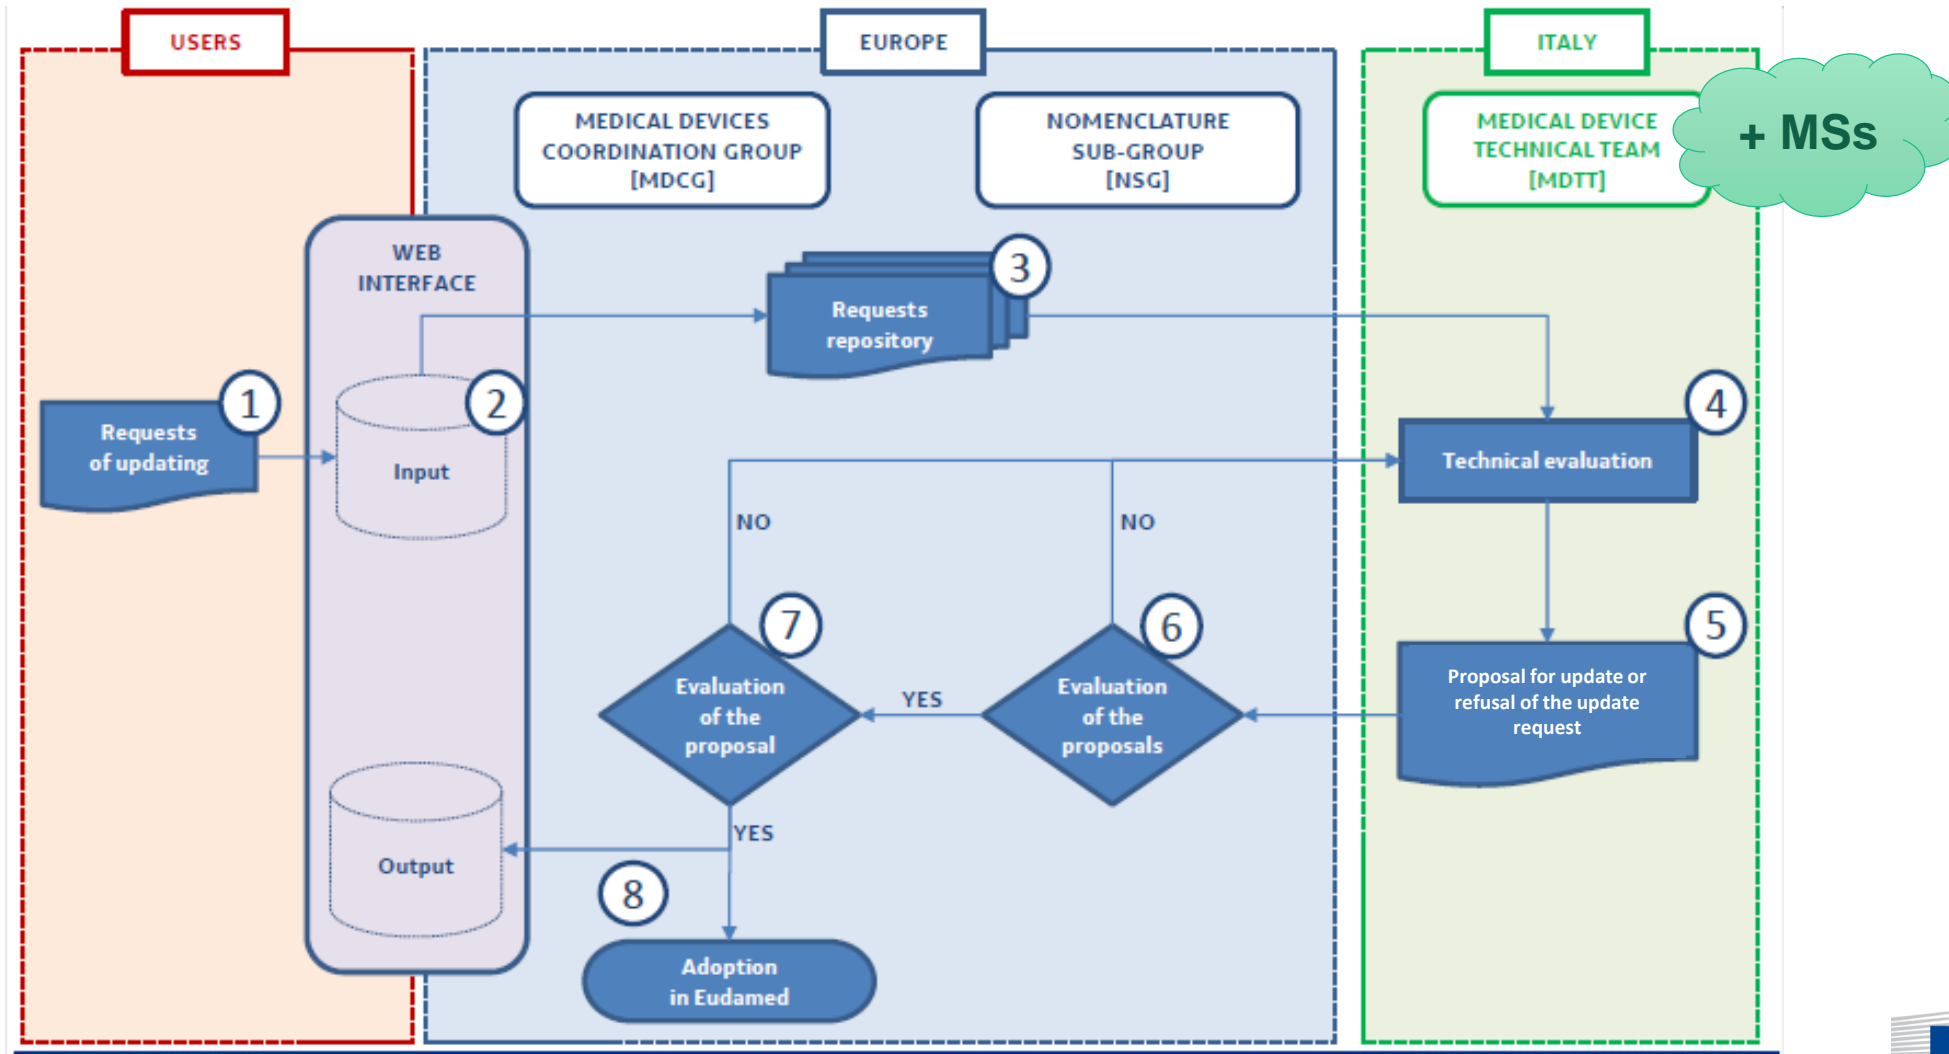 USERS
EUROPE
ITALY
MEDICAL DEVICES
COORDINATION GROUP
[MDCG]
NOMENCLATURE
SUB-GROUP
[NSG]
MEDICAL DEVICE
TECHNICAL TEAM
[MDTT]
+ MSs
WEB
INTERFACE
3
Requests
repository
1
Requests
of updating
2
Input
4
Technical evaluation
NO
NO
7
Evaluation
of the
proposal
YES
6
Evaluation
of the
proposals
5
Proposal for update or
refusal of the update
request
YES
Output
8
Adoption
in Eudamed